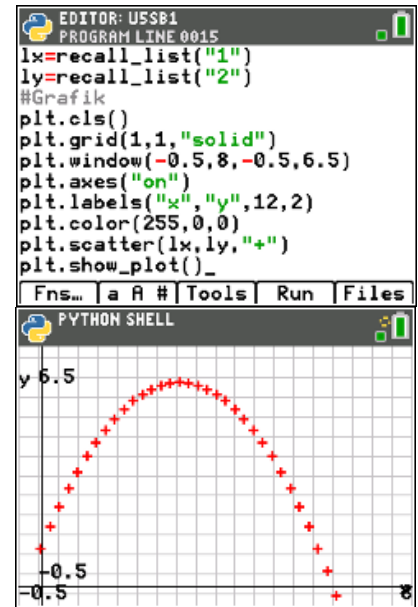 EDITOR: U5SB1
PROGRAM LINE 0015
lx=recall_list("1")
ly=recall_list("2")
#Grafik
plt.cls()
plt.grid(1,1,"solid")
plt.window(-0.5,8,-0.5,6.5)
plt.axes("on")
plt.labels("x","y",12,2)
plt.color(255,0,0)
plt.scatter(lx,ly,"+")
plt.show_plot()_
Fns… a A # Tools Run Files
PYTHON SHELL
y 6.5
-0.5
-0.5 8